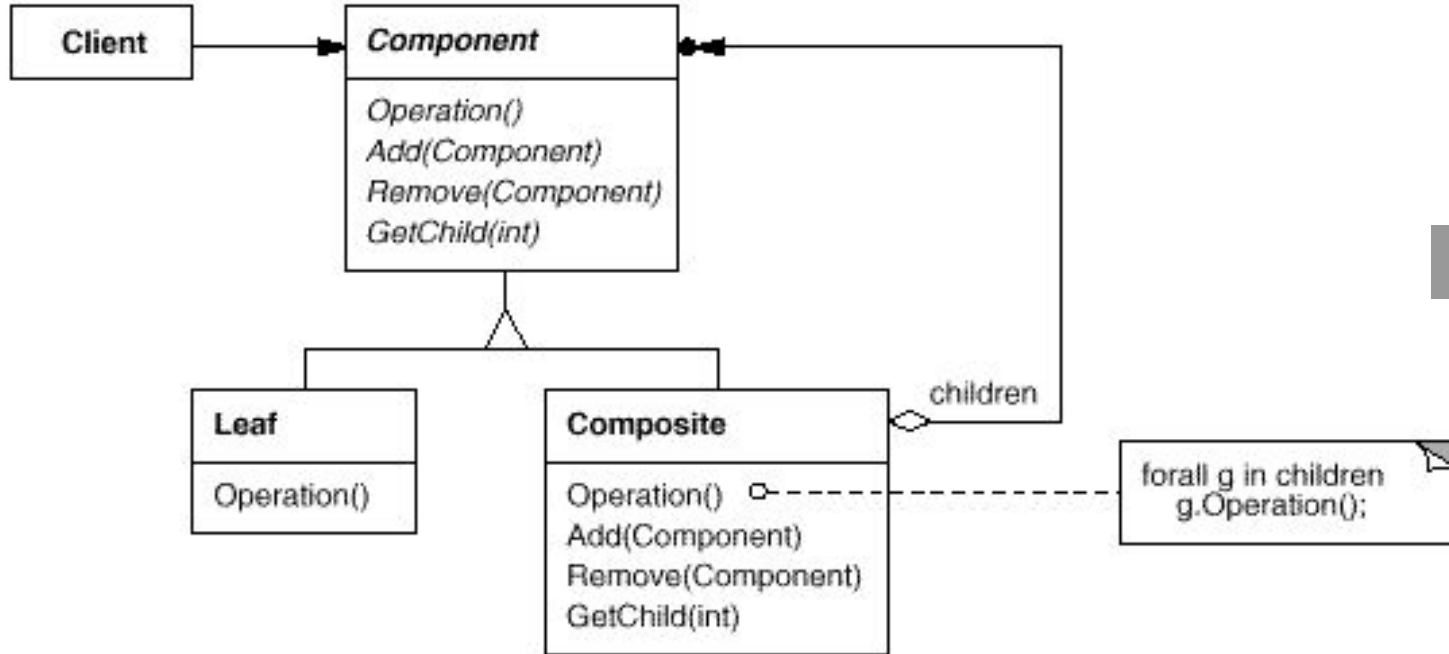 Client
Component
Operation()
Add(Component)
Remove(Component)
GetChild(int)
Leaf
Operation()
Composite
Operation()
Add(Component)
Remove(Component)
GetChild(int)
children
forall g in children
g.Operation();